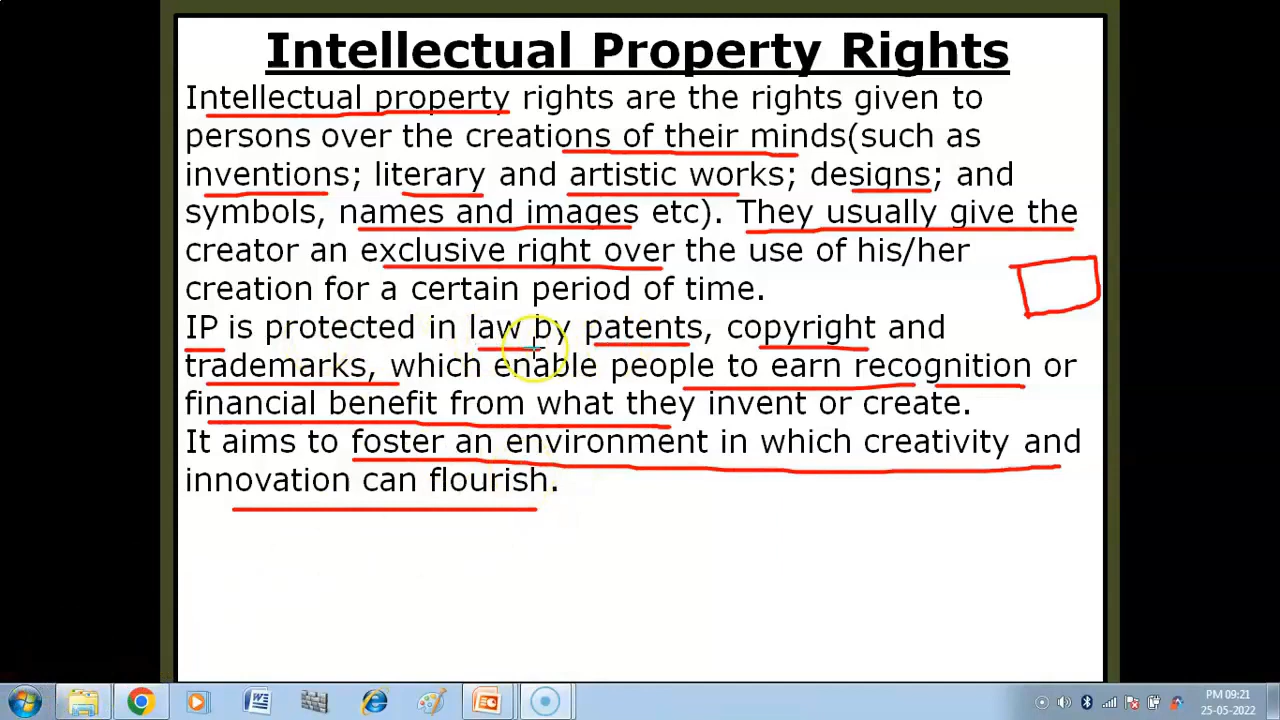 Intellectual Property Rights
Intellectual property rights are the rights given to
persons over the creations of their minds(such as
inventions; literary and artistic works; designs; and
symbols, names and images etc). They usually give the
creator an exclusive right over the use of his/her
creation for a certain period of time.
IP is protected in law by patents, copyright and
trademarks, which enable people to earn recognition or
financial benefit from what they invent or create.
It aims to foster an environment in which creativity and
innovation can flourish.
PM 09:21
25-05-2022